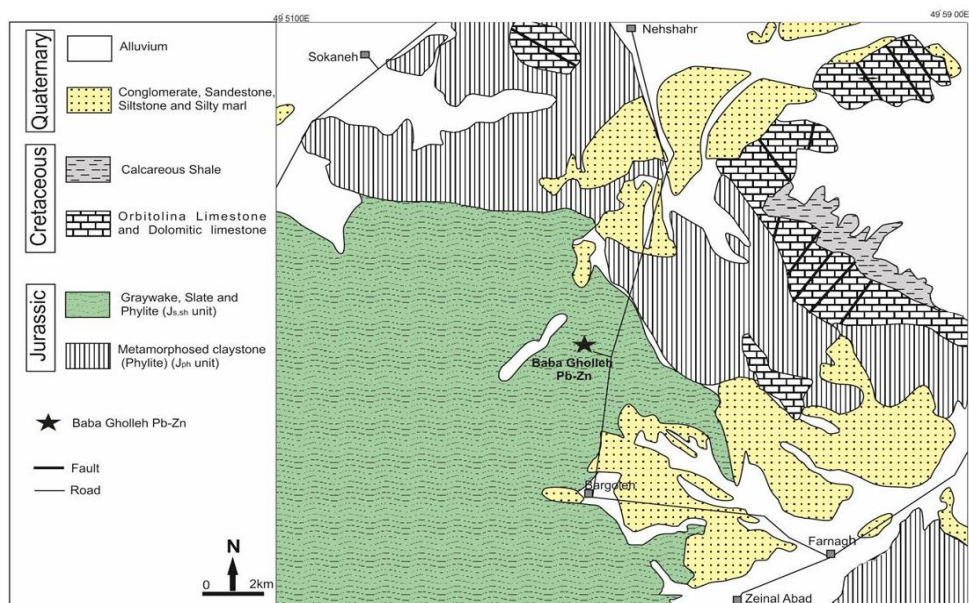 49 5100E
49 59 00E
Quaternary
Alluvium
Conglomerate, Sandestone,
Siltstone and Silty marl
Cretaceous
Calcareous Shale
Orbitolina Limestone
and Dolomitic limestone
Jurassic
Graywake, Slate and
Phylite (Js,sh unit)
Metamorphosed claystone
(Phylite) (Jph unit)
Baba Gholleh Pb-Zn
Fault
Road
N
0 2km
Sokaneh
Nehshahr
Baba Gholleh
Pb-Zn
Bargoleh
Farnagh
Zeinal Abad